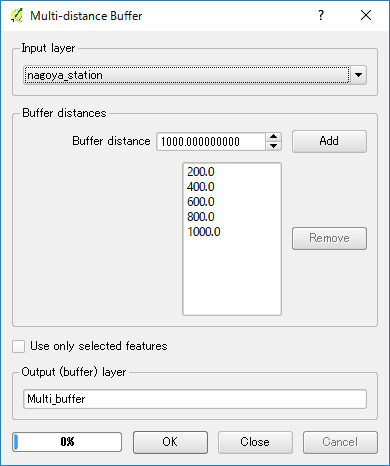 Multi-distance Buffer
?
Input layer
nagoya_station
Buffer distances
Buffer distance 1000.000000000 Add
200.0
400.0
600.0
800.0
1000.0
Remove
Use only selected features
Output (buffer) layer
Multi_buffer
0% OK Close Cancel